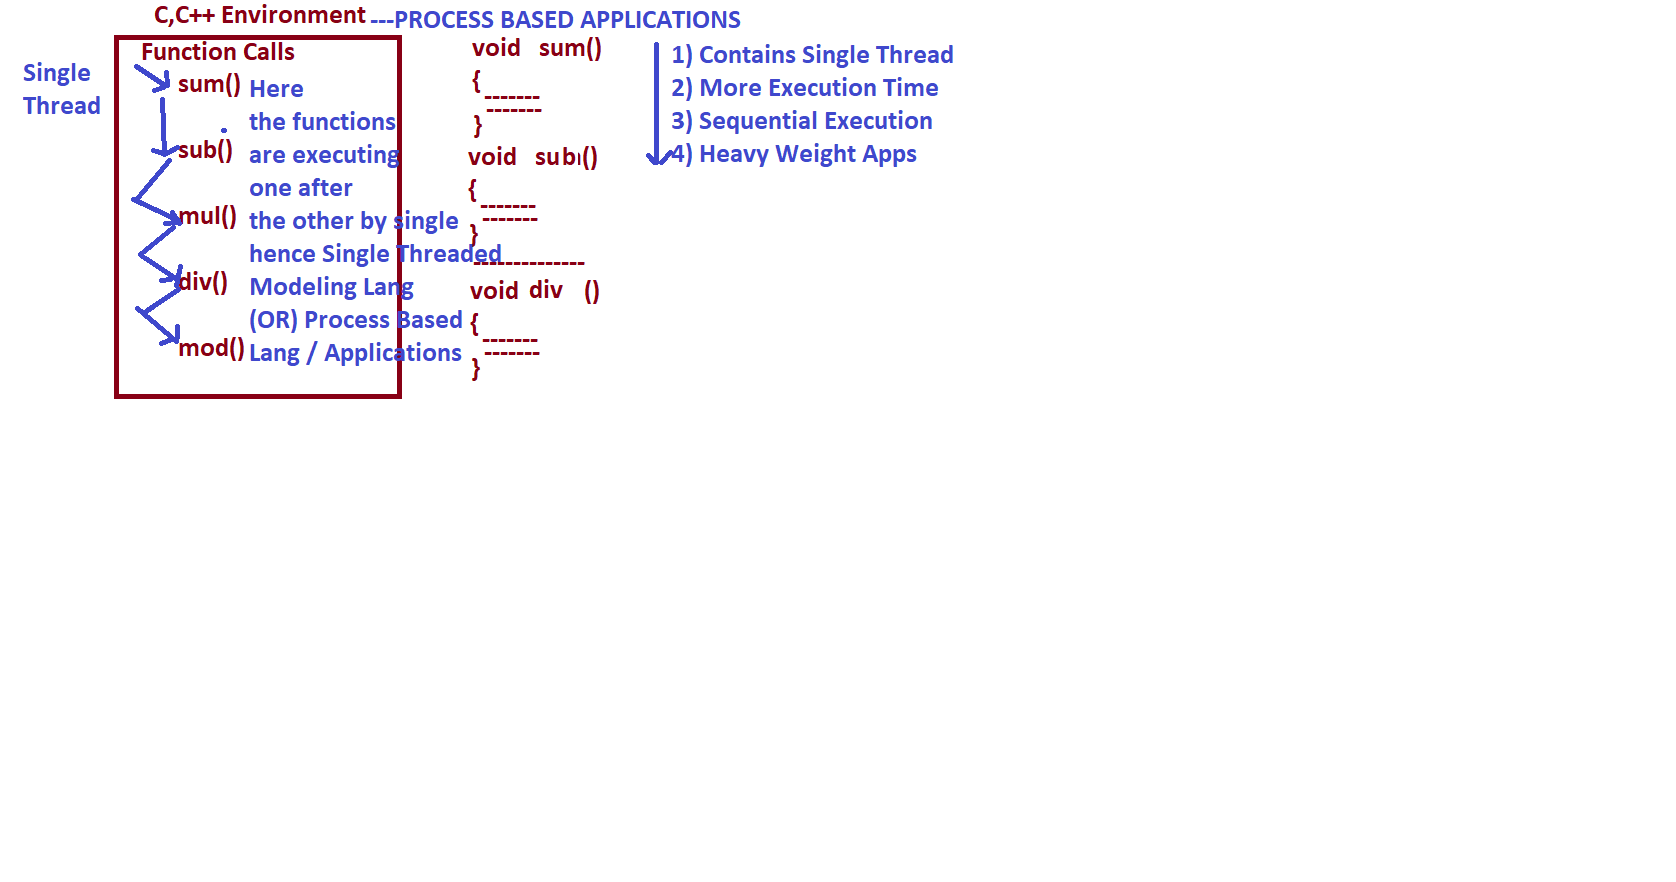 C,C++ Environment ---PROCESS BASED APPLICATIONS
Single
Thread
Function Calls
sum()
sub()
mul()
div()
mod()
Here
the functions
are executing
one after
the other by single
hence Single Threaded
Modeling Lang
(OR) Process Based
Lang / Applications
void sum()
{
-------
-------
}
void sub()
{
-------
-------
}
--------------
void div ()
{
-------
-------
}
1) Contains Single Thread
2) More Execution Time
3) Sequential Execution
4) Heavy Weight Apps